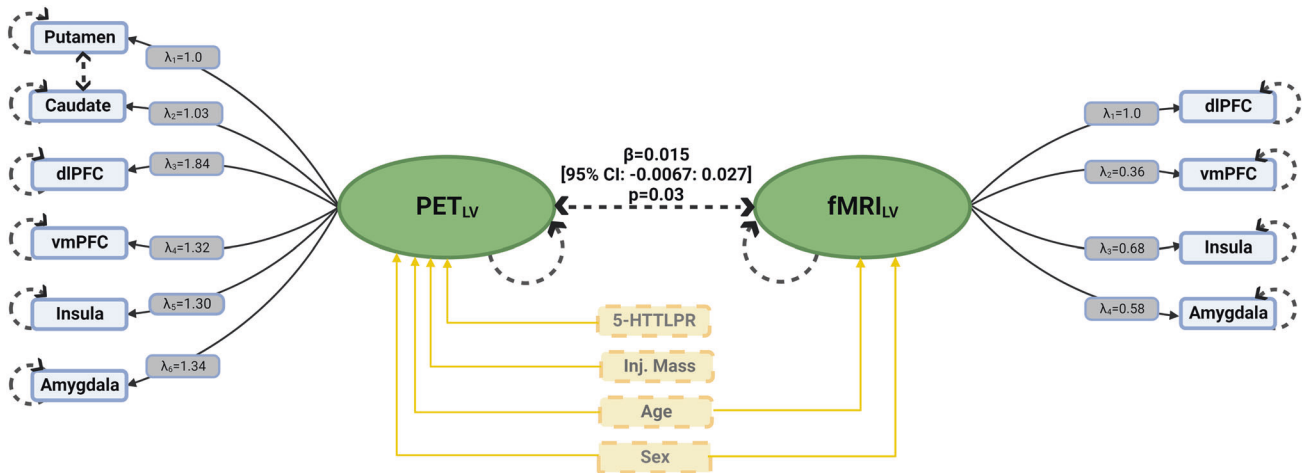 Putamen
λ₁=1.0
Caudate
λ₂=1.03
dlPFC
λ₃=1.84
vmPFC
λ₄=1.32
Insula
λ₅=1.30
Amygdala
λ₆=1.34
PET_LV
β=0.015
[95% CI: -0.0067: 0.027]
p=0.03
fMRI_LV
λ₁=1.0
dlPFC
λ₂=0.36
vmPFC
λ₃=0.68
Insula
λ₄=0.58
Amygdala
5-HTTLPR
Inj. Mass
Age
Sex